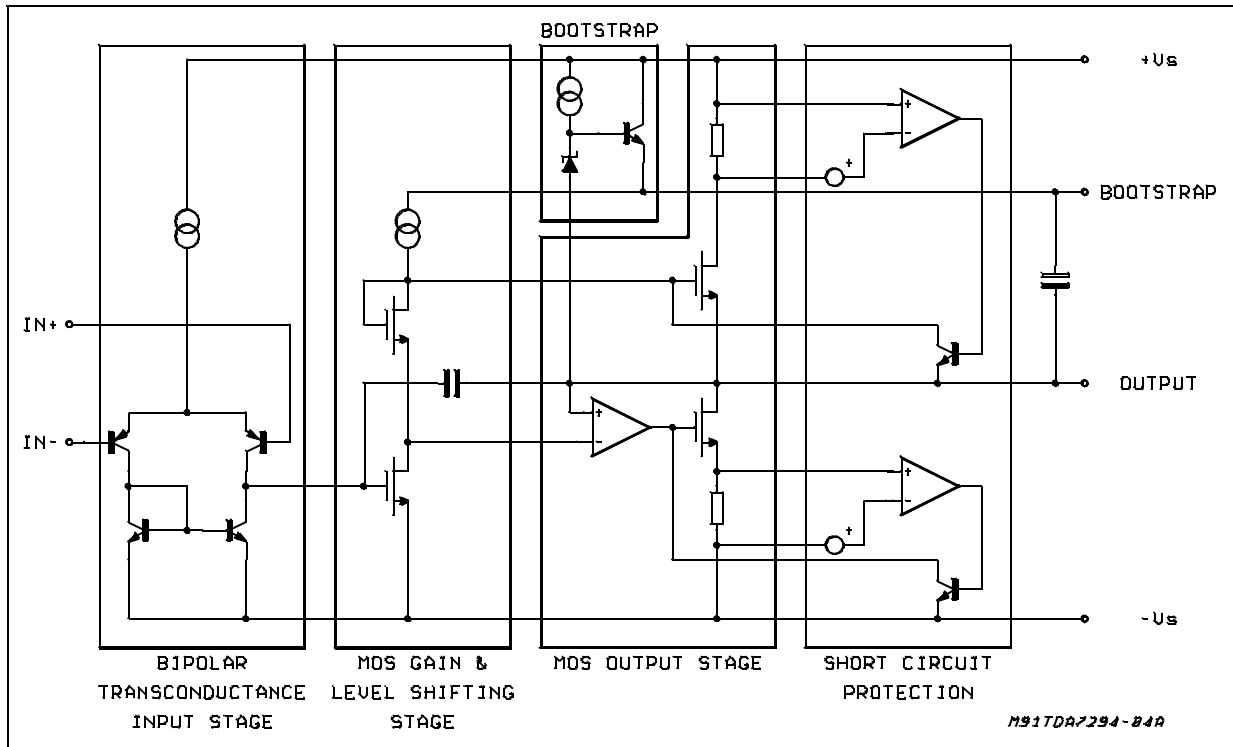 BOOTSTRAP
+Vs
+
-
+
BOOTSTRAP
IN+
OUTPUT
IN-
+
-
+
-
+
-Vs
BIPOLAR
TRANSCONDUCTANCE
INPUT STAGE
MOS GAIN &
LEVEL SHIFTING
STAGE
MOS OUTPUT STAGE
SHORT CIRCUIT
PROTECTION
M91TDA7294-04A